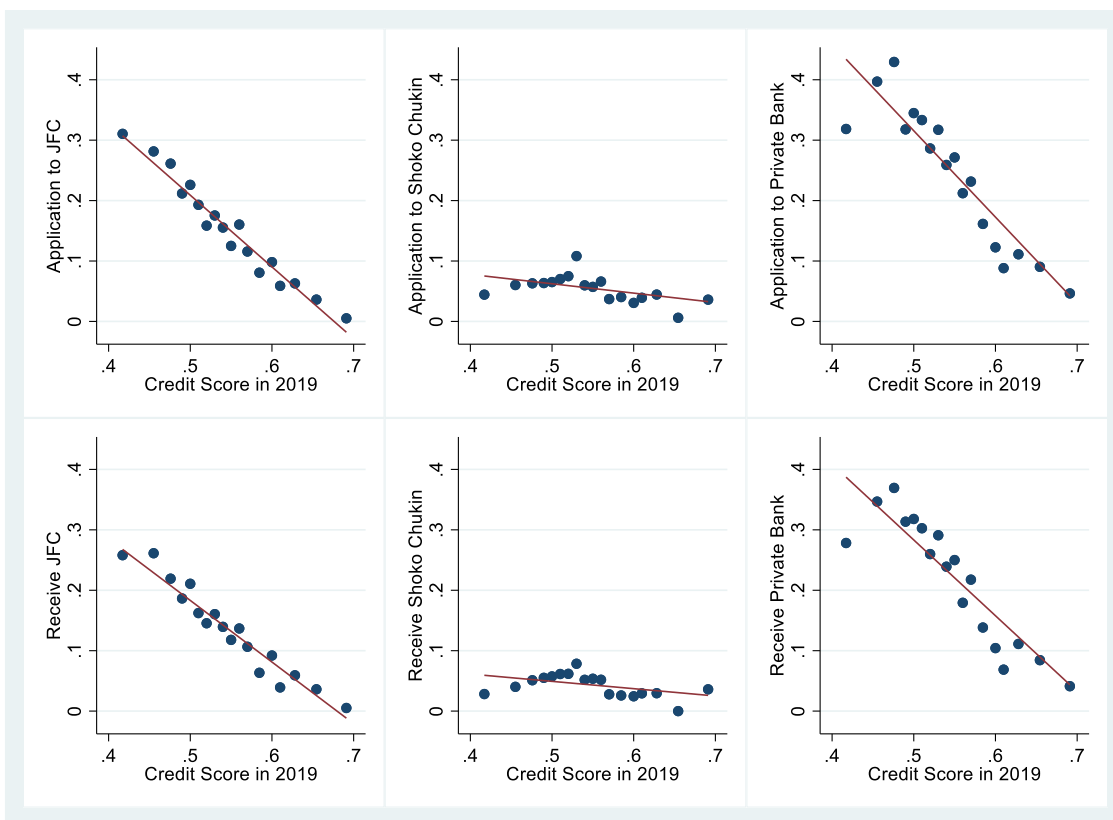 Application to JFC
.4
.3
.2
.1
0
.4 .5 .6 .7
Credit Score in 2019
Application to Shoko Chukin
.4
.3
.2
.1
0
.4 .5 .6 .7
Credit Score in 2019
Application to Private Bank
.4
.3
.2
.1
0
.4 .5 .6 .7
Credit Score in 2019
Receive JFC
.4
.3
.2
.1
0
.4 .5 .6 .7
Credit Score in 2019
Receive Shoko Chukin
.4
.3
.2
.1
0
.4 .5 .6 .7
Credit Score in 2019
Receive Private Bank
.4
.3
.2
.1
0
.4 .5 .6 .7
Credit Score in 2019